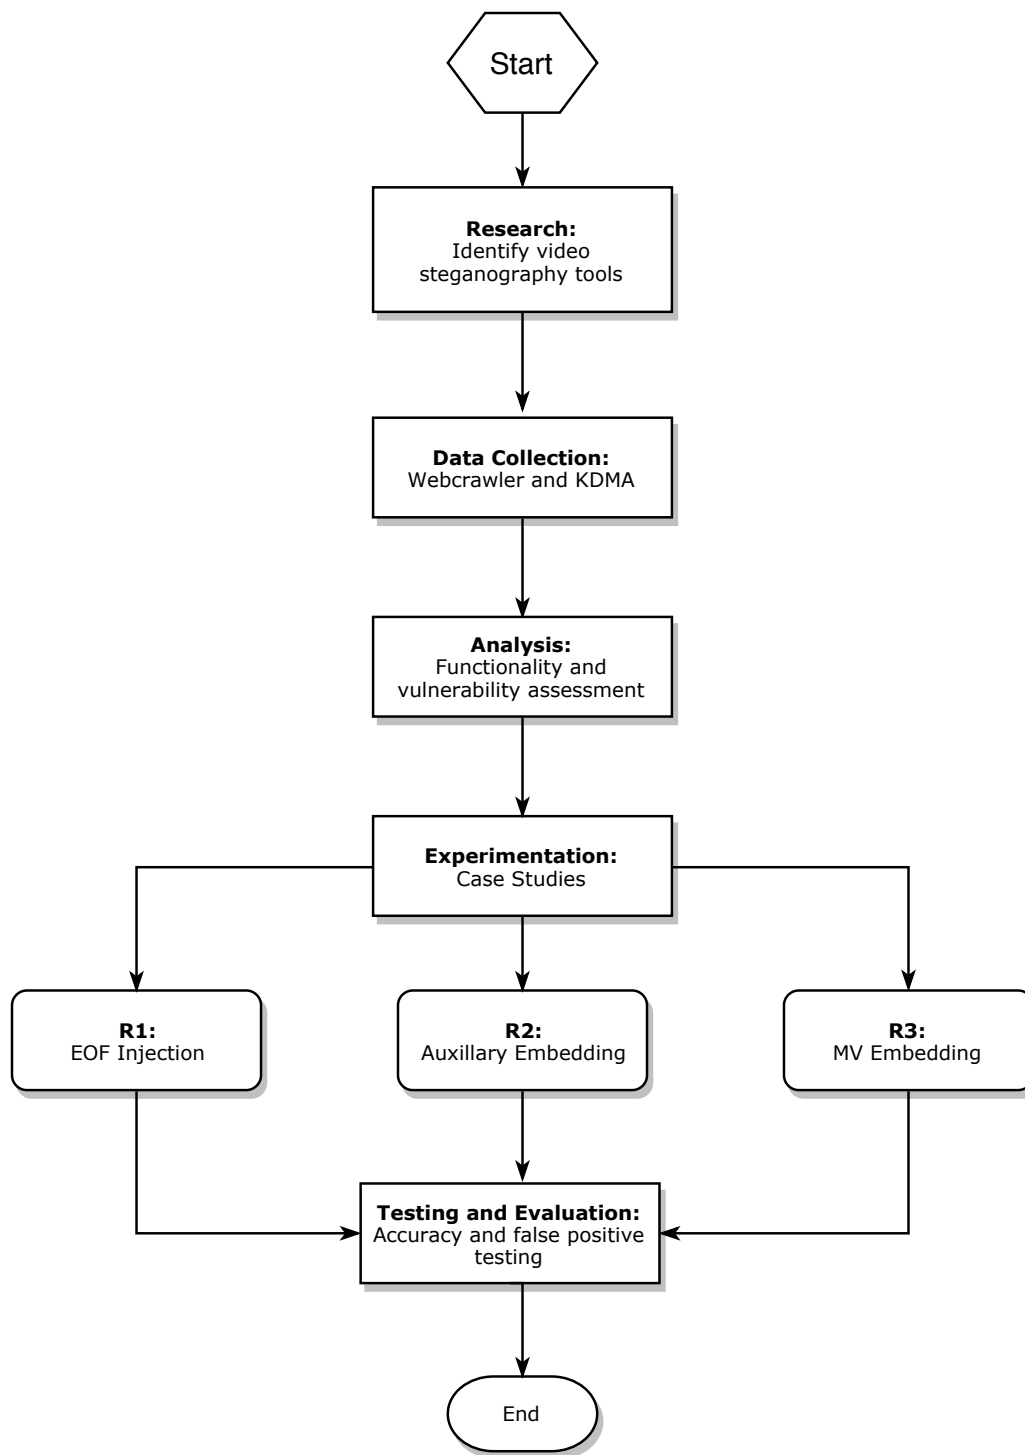 Start
Research:
Identify video
steganography tools
Data Collection:
Webcrawler and KDMA
Analysis:
Functionality and
vulnerability assessment
Experimentation:
Case Studies
R1:
EOF Injection
R2:
Auxillary Embedding
R3:
MV Embedding
Testing and Evaluation:
Accuracy and false positive
testing
End